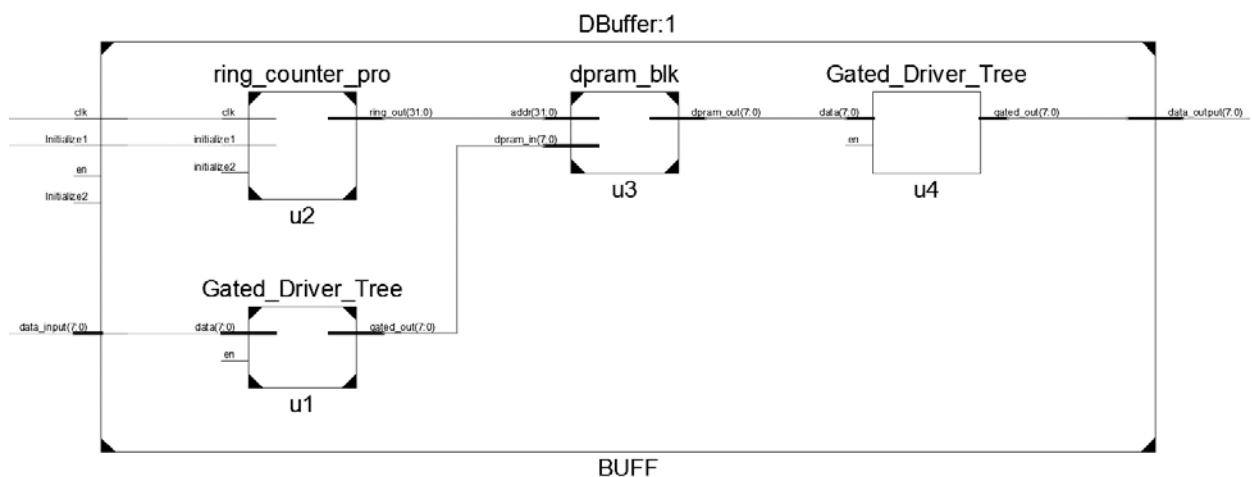 DBuffer:1
ring_counter_pro
dpram_blk
Gated_Driver_Tree
clk
clk
ring_out(31:0)
addr(31:0)
dpram_out(7:0)
data(7:0)
gated_out(7:0)
data_output(7:0)
Initialize1
initialize1
dpram_in(7:0)
en
en
initialize2
Initialize2
u2
u3
u4
Gated_Driver_Tree
data_input(7:0)
data(7:0)
gated_out(7:0)
en
u1
BUFF